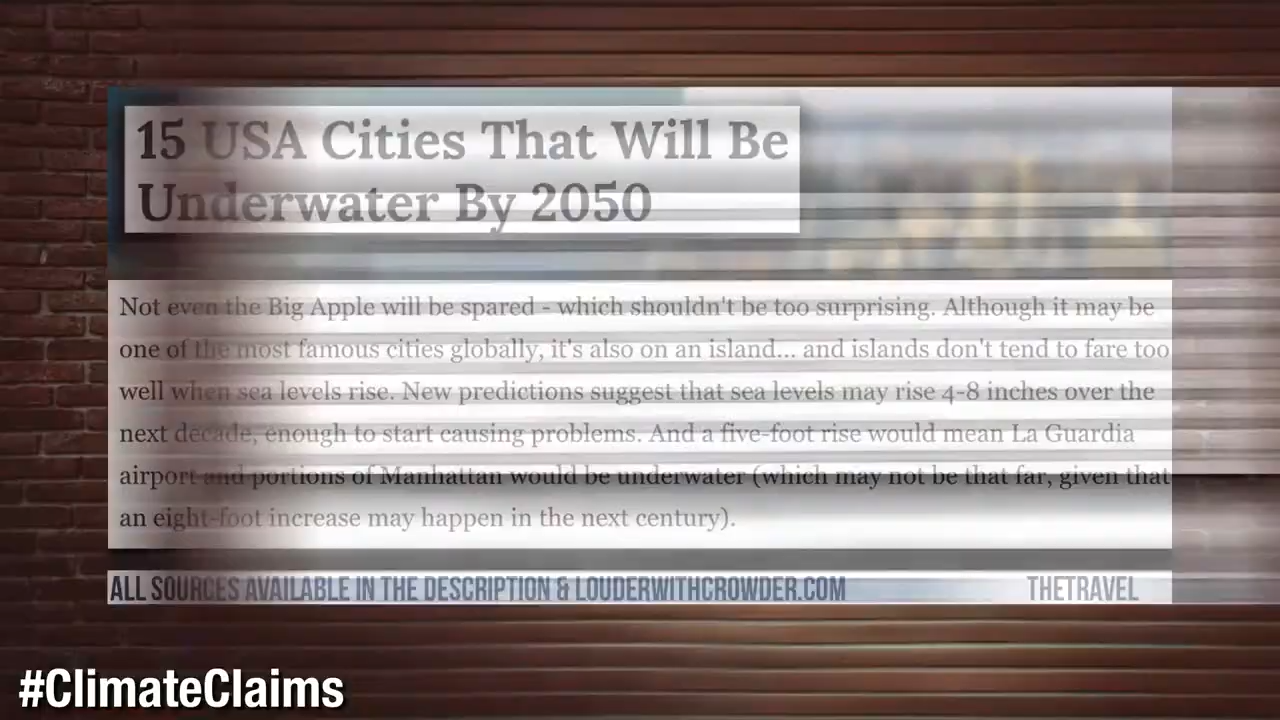 15 USA Cities That Will Be
Underwater By 2050
Not even the Big Apple will be spared - which shouldn't be too surprising. Although it may be
one of the most famous cities globally, it's also on an island... and islands don't tend to fare too
well when sea levels rise. New predictions suggest that sea levels may rise 4-8 inches over the
next decade, enough to start causing problems. And a five-foot rise would mean La Guardia
airport and portions of Manhattan would be underwater (which may not be that far, given that
an eight-foot increase may happen in the next century).
ALL SOURCES AVAILABLE IN THE DESCRIPTION & LOUDERWITHCROWDER.COM
THETRAVEL
#ClimateClaims